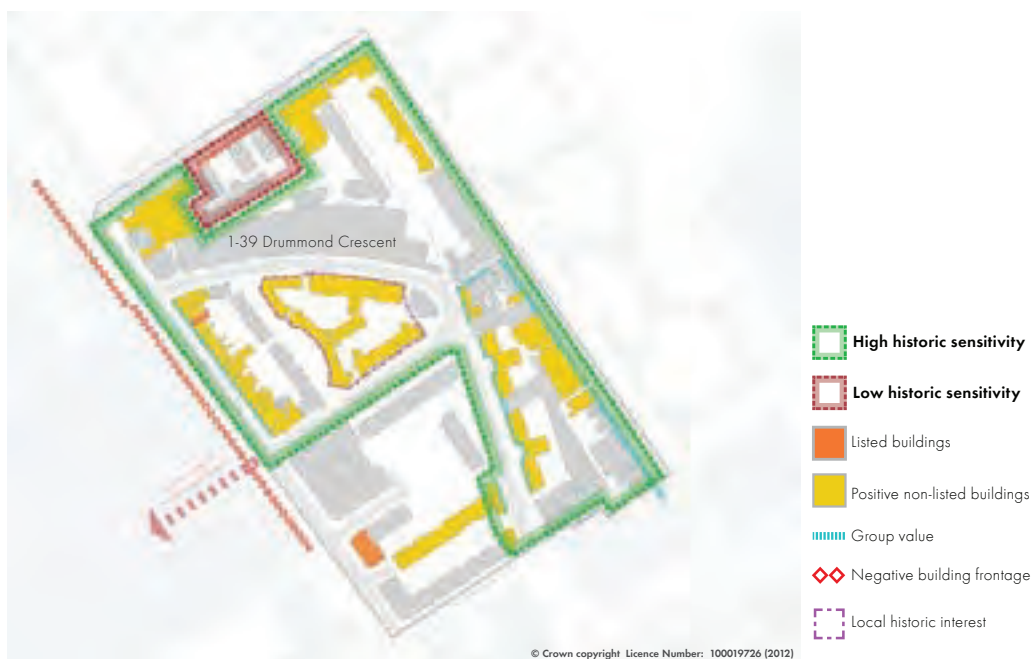 1-39 Drummond Crescent
High historic sensitivity
Low historic sensitivity
Listed buildings
Positive non-listed buildings
Group value
Negative building frontage
Local historic interest
© Crown copyright Licence Number: 100019726 (2012)